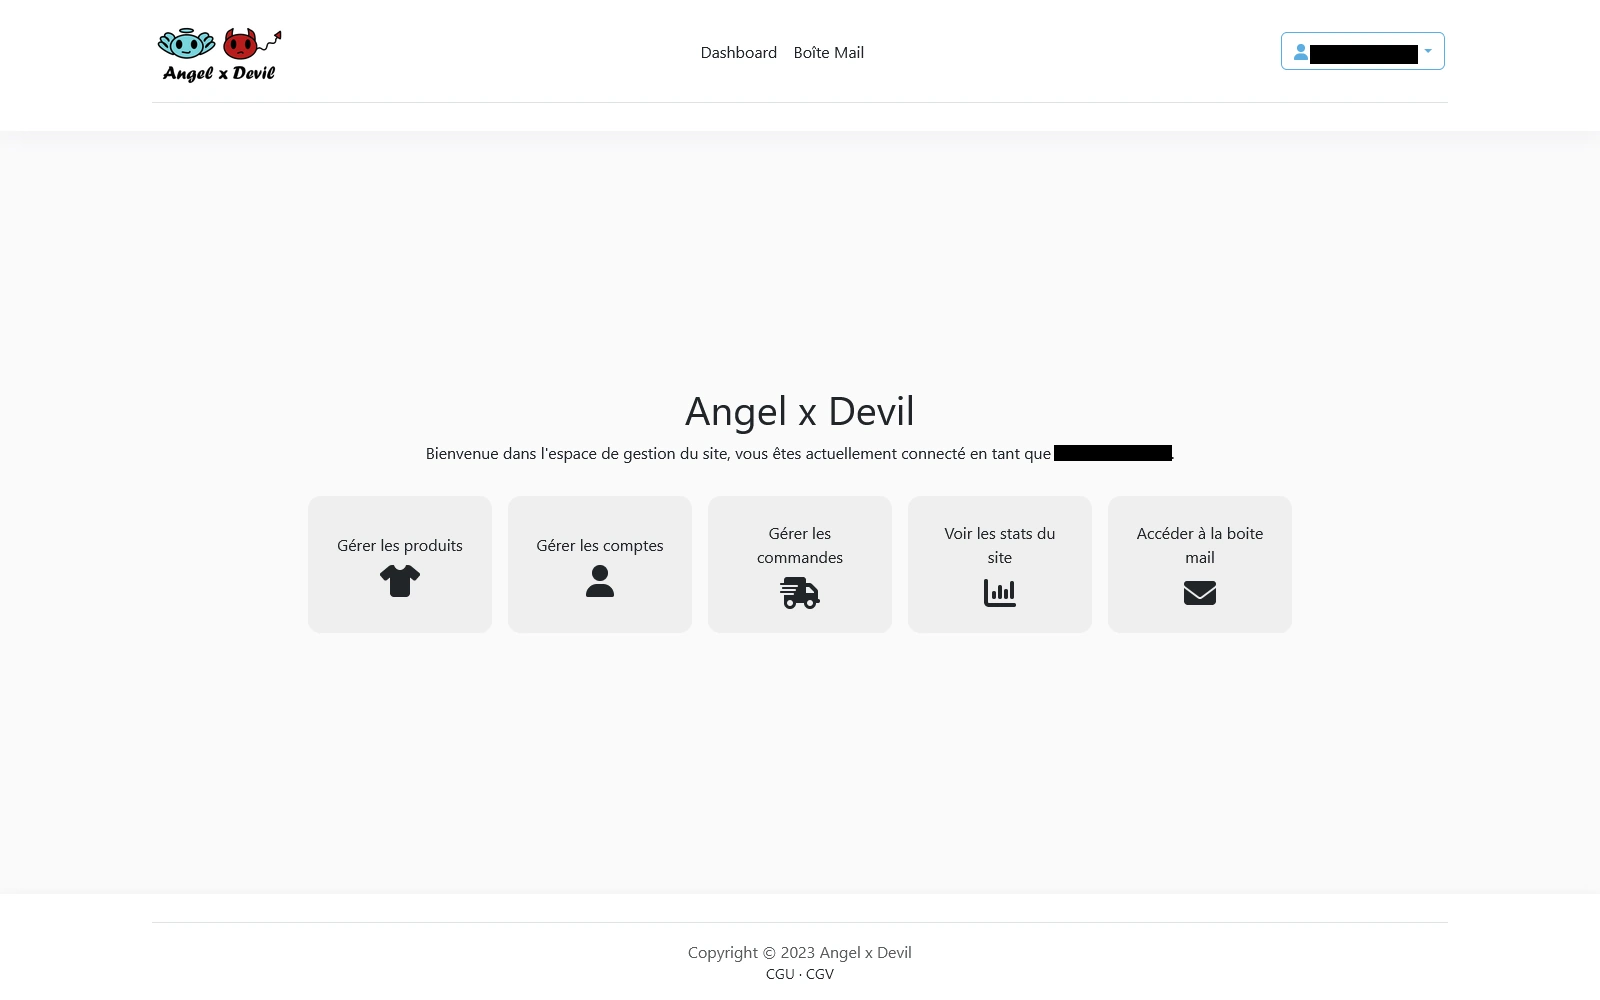 Angel x Devil
Dashboard Boîte Mail
Angel x Devil
Bienvenue dans l'espace de gestion du site, vous êtes actuellement connecté en tant que .
Gérer les produits
Gérer les comptes
Gérer les
commandes
Voir les stats du
site
Accéder à la boite
mail
Copyright © 2023 Angel x Devil
CGU · CGV